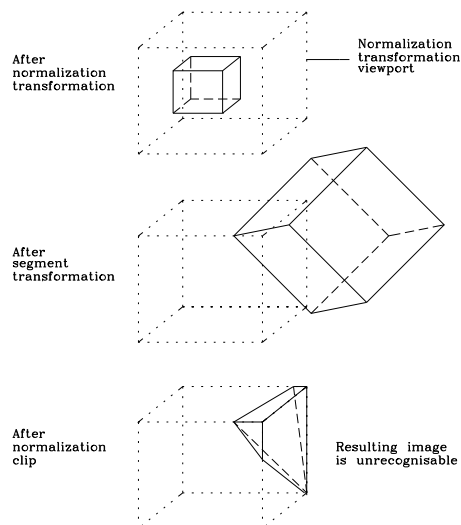 After
normalization
transformation
Normalization
transformation
viewport
After
segment
transformation
After
normalization
clip
Resulting image
is unrecognisable